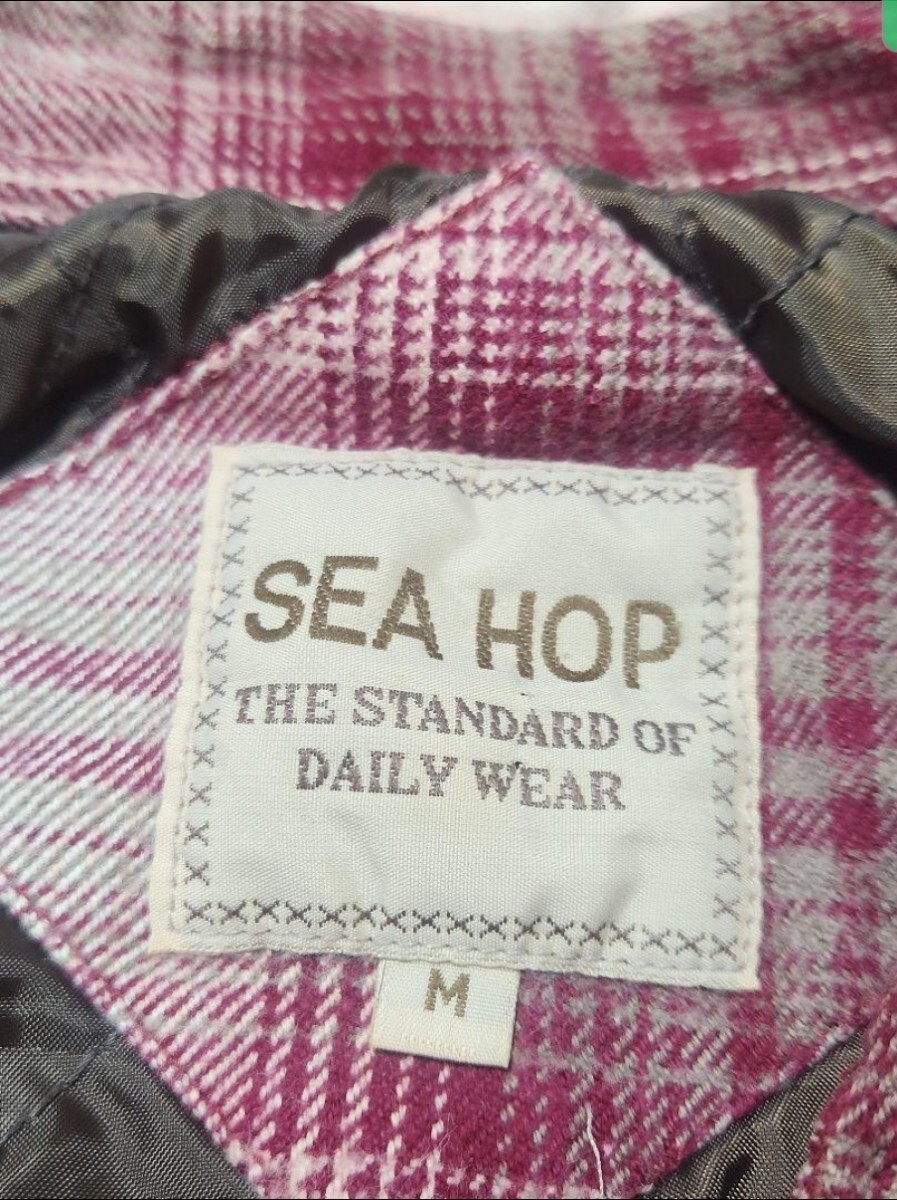 SEA HOP
THE STANDARD OF
DAILY WEAR
M